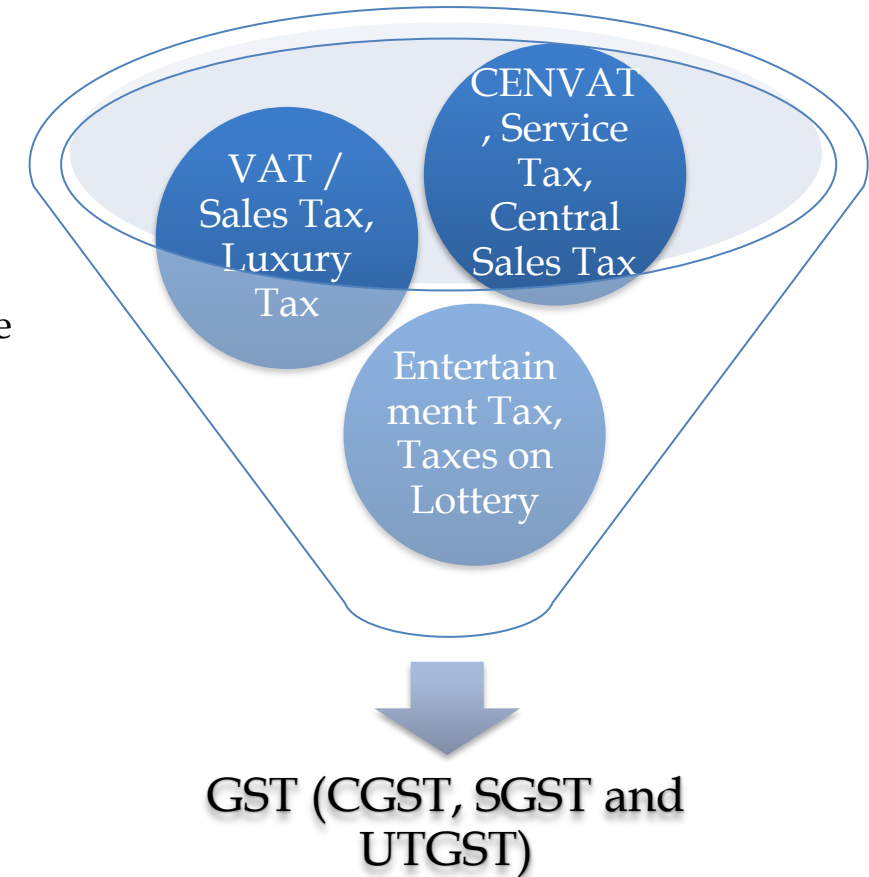 CENVAT
, Service
Tax,
Central
Sales Tax
VAT /
Sales Tax,
Luxury
Tax
e
Entertain
ment Tax,
Taxes on
Lottery
GST (CGST, SGST and
UTGST)